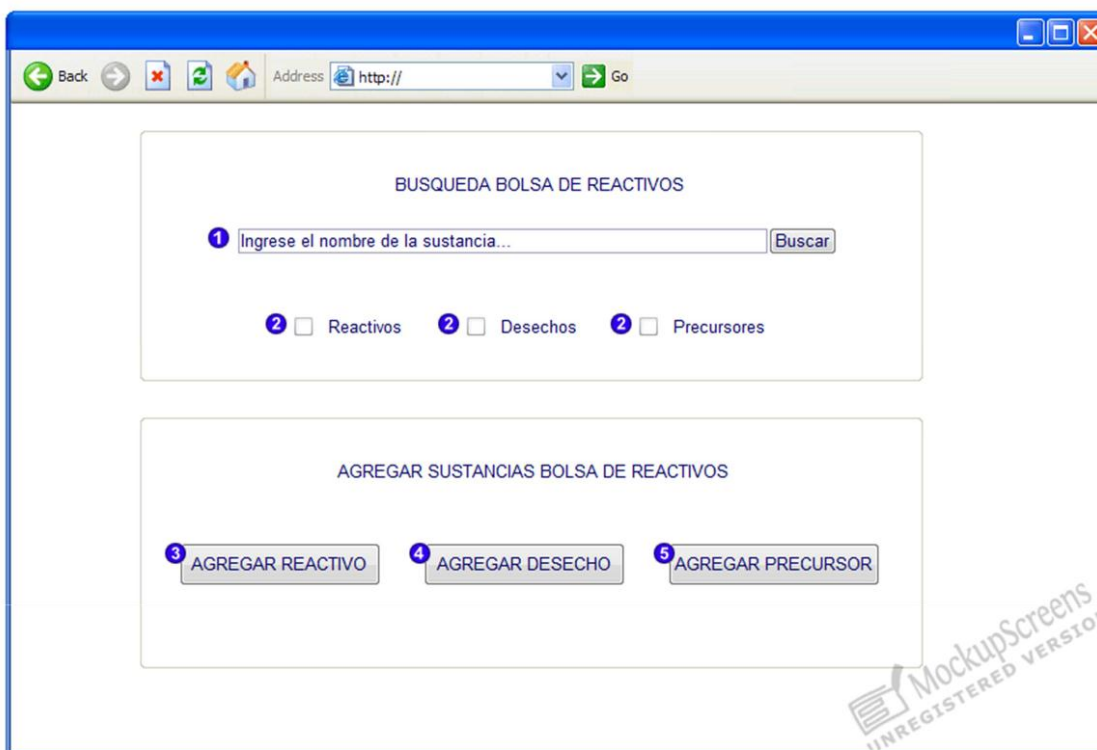 Back Address http:// Go
BUSQUEDA BOLSA DE REACTIVOS
1 Ingrese el nombre de la sustancia... Buscar
2 Reactivos 2 Desechos 2 Precursores
AGREGAR SUSTANCIAS BOLSA DE REACTIVOS
3 AGREGAR REACTIVO 4 AGREGAR DESECHO 5 AGREGAR PRECURSOR
MockupScreens
UNREGISTERED VERSION